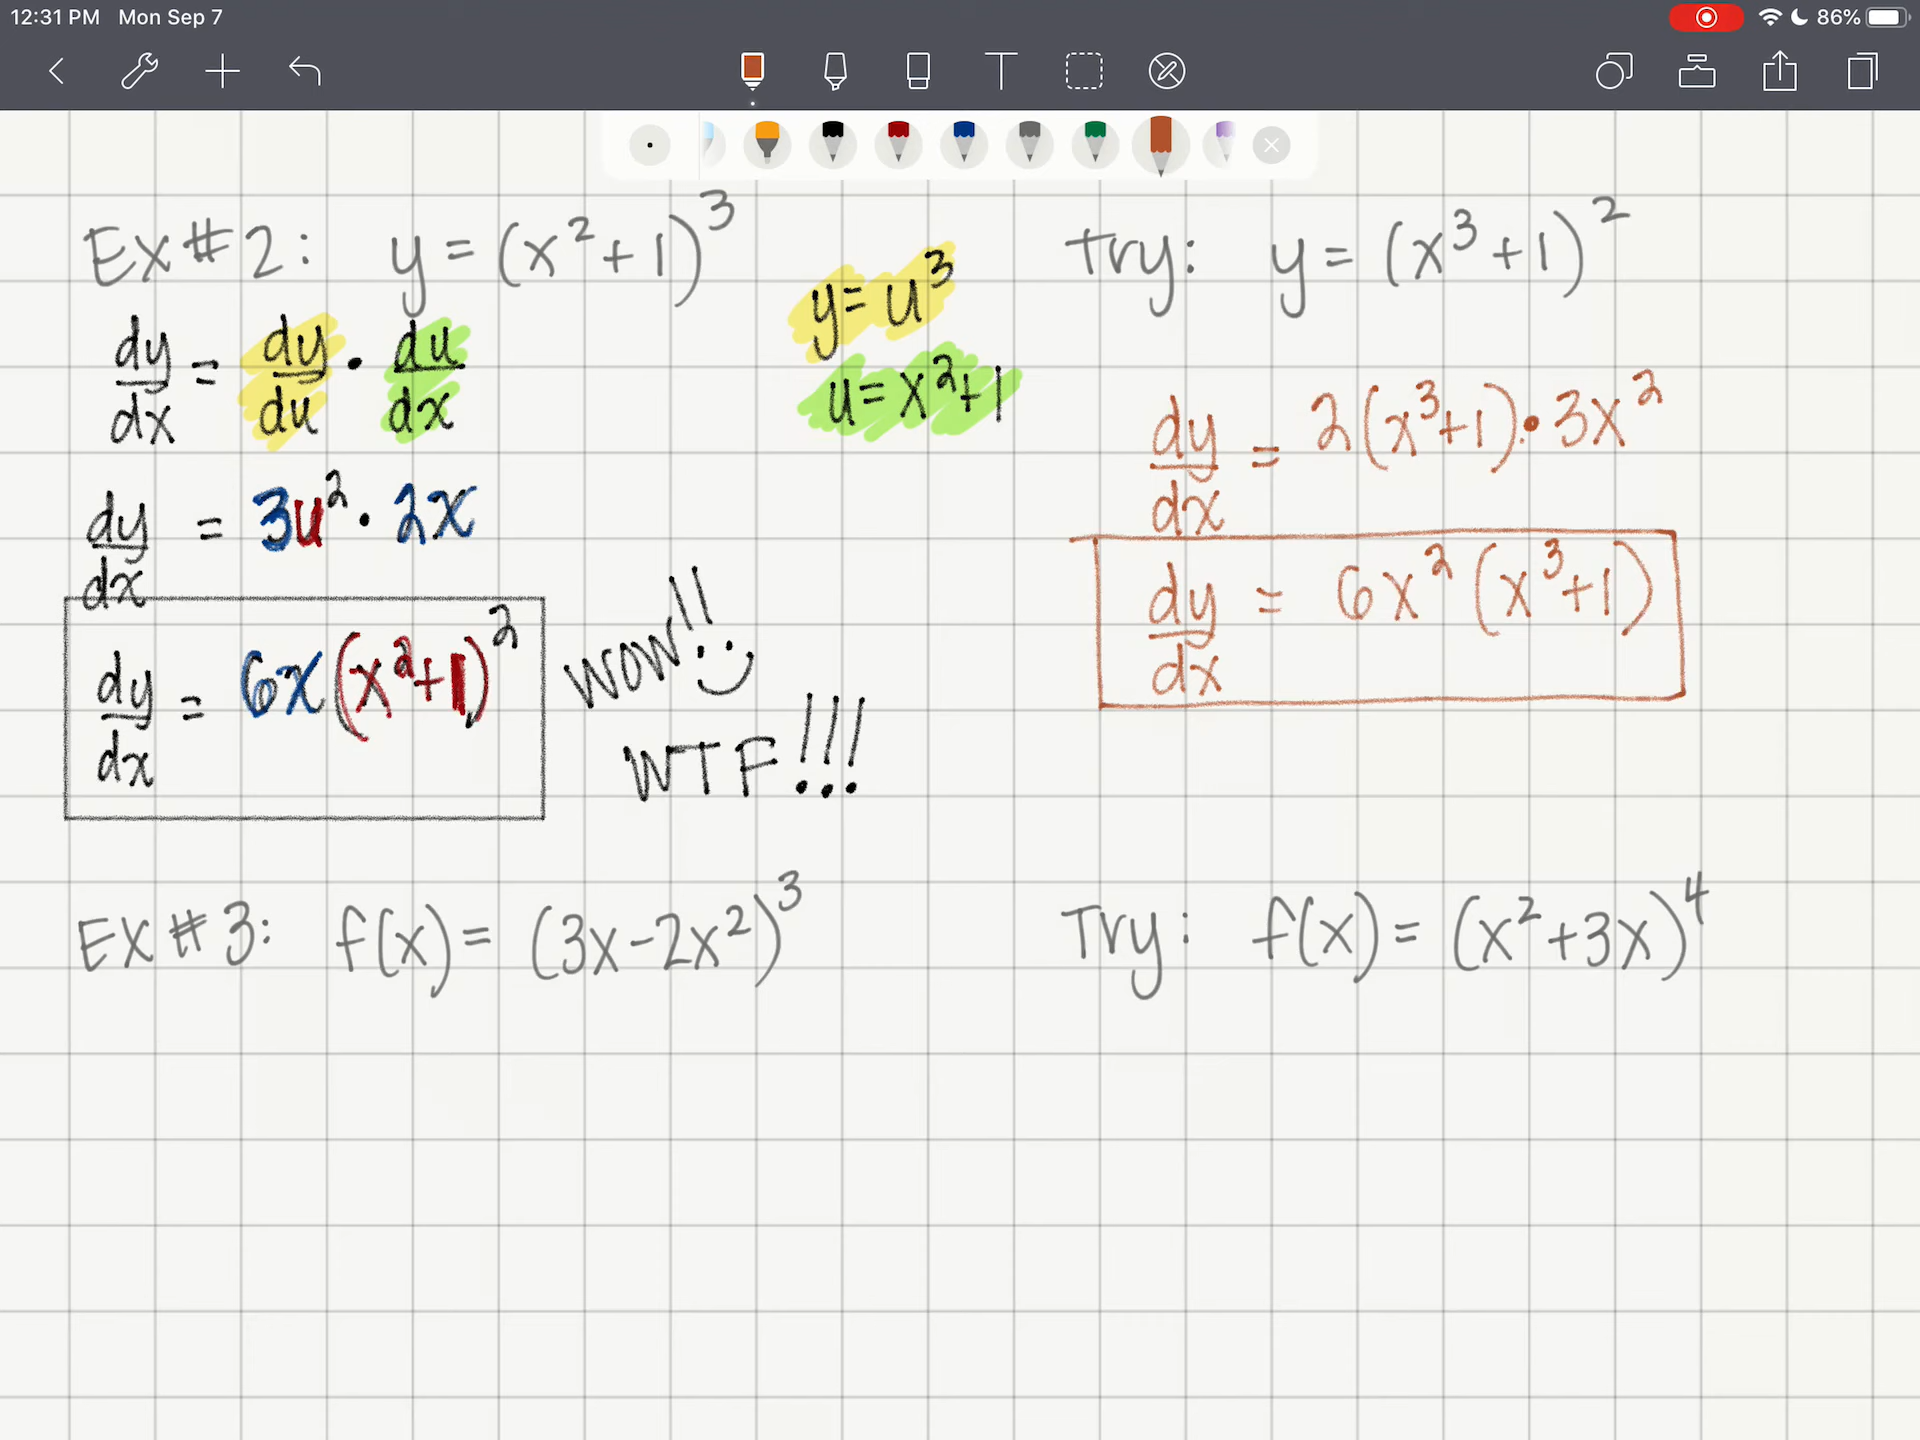 12:31 PM Mon Sep 7
86%
T
Ex #2: y = (x²+1)³
y = u³
u = x²+1
dy/dx = dy/du · du/dx
dy/dx = 3u² · 2x
dy/dx = 6x(x²+1)²
WOW!!
WTF!!!
Try: y = (x³+1)²
dy/dx = 2(x³+1)·3x²
dy/dx = 6x²(x³+1)
EX #3: f(x) = (3x-2x²)³
Try: f(x) = (x²+3x)⁴